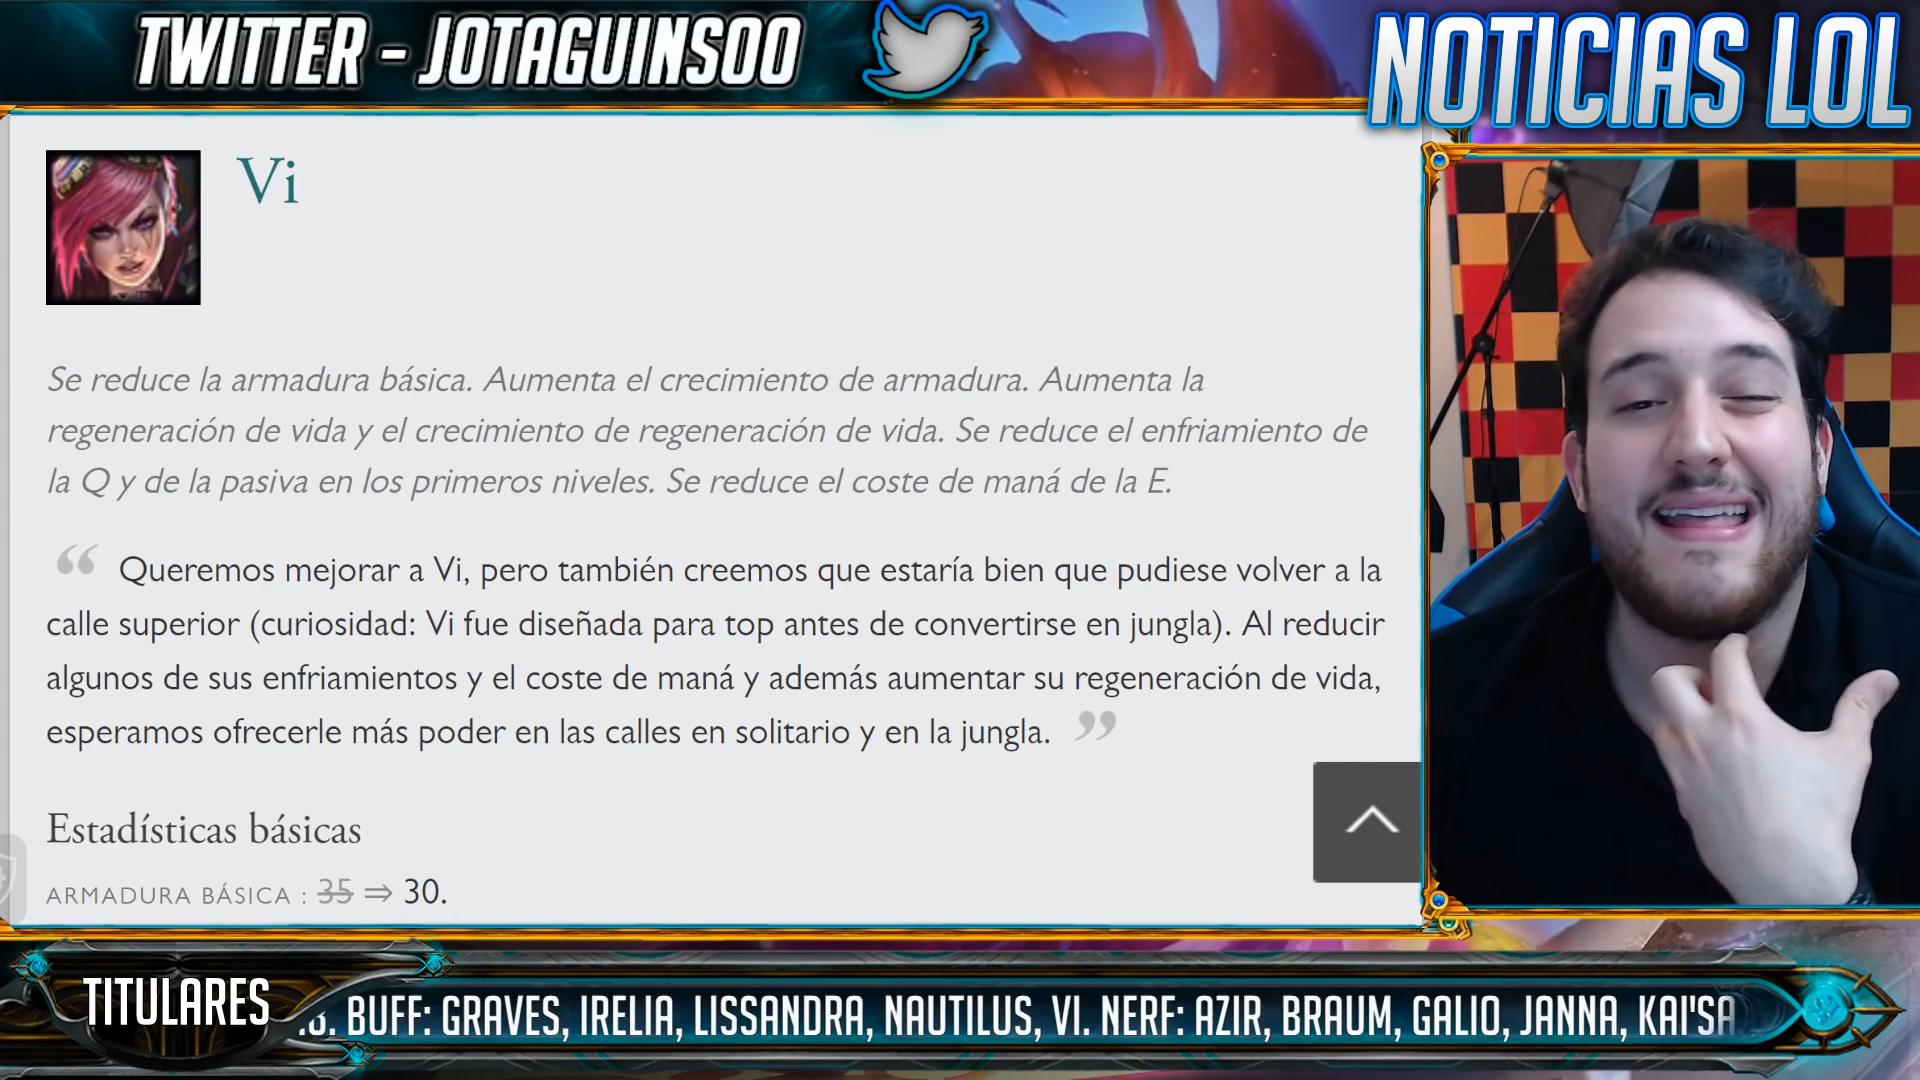 TWITTER - JOTAGUINSOO
NOTICIAS LOL
Vi
Se reduce la armadura básica. Aumenta el crecimiento de armadura. Aumenta la
regeneración de vida y el crecimiento de regeneración de vida. Se reduce el enfriamiento de
la Q y de la pasiva en los primeros niveles. Se reduce el coste de maná de la E.
“ Queremos mejorar a Vi, pero también creemos que estaría bien que pudiese volver a la
calle superior (curiosidad: Vi fue diseñada para top antes de convertirse en jungla). Al reducir
algunos de sus enfriamientos y el coste de maná y además aumentar su regeneración de vida,
esperamos ofrecerle más poder en las calles en solitario y en la jungla. ”
Estadísticas básicas
ARMADURA BÁSICA : 35 ⇒ 30.
TITULARES
BUFF: GRAVES, IRELIA, LISSANDRA, NAUTILUS, VI. NERF: AZIR, BRAUM, GALIO, JANNA, KAI'SA